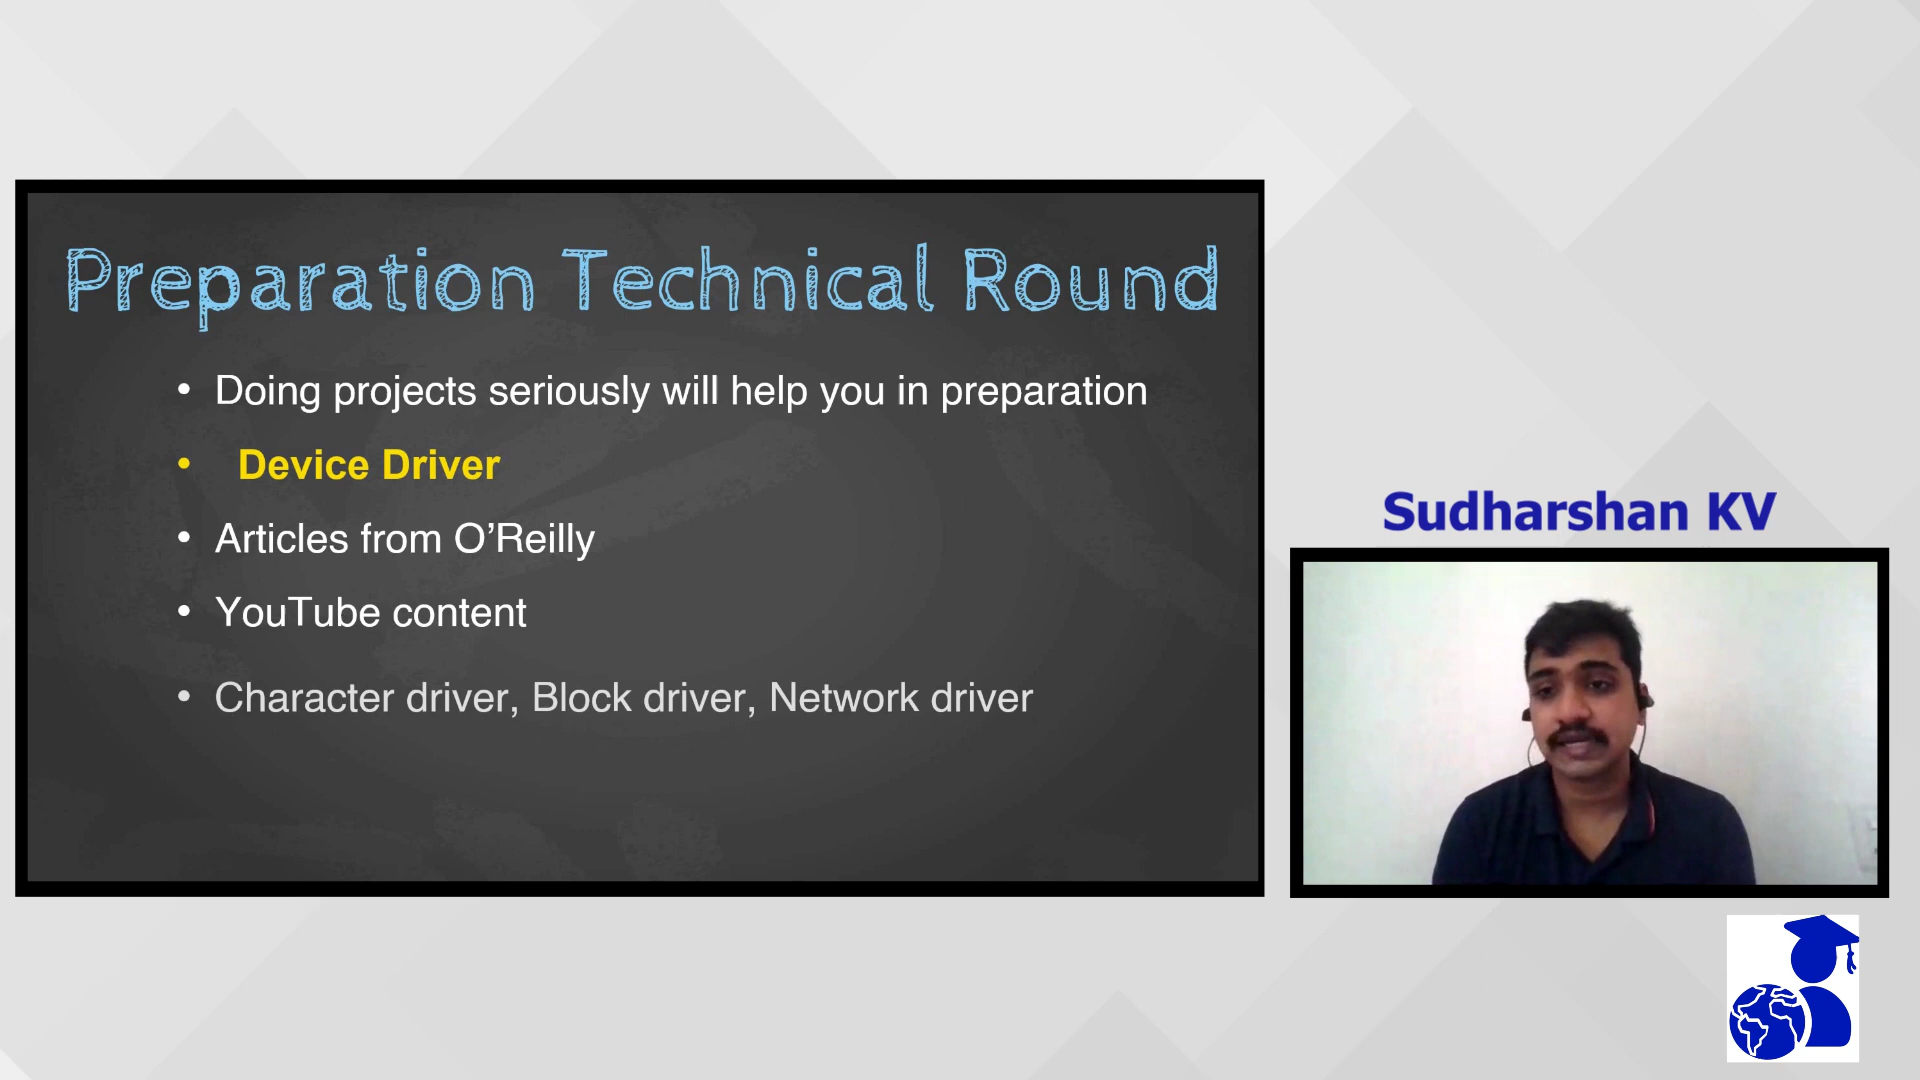 Preparation Technical Round
• Doing projects seriously will help you in preparation
• Device Driver
• Articles from O’Reilly
• YouTube content
• Character driver, Block driver, Network driver
Sudharshan KV